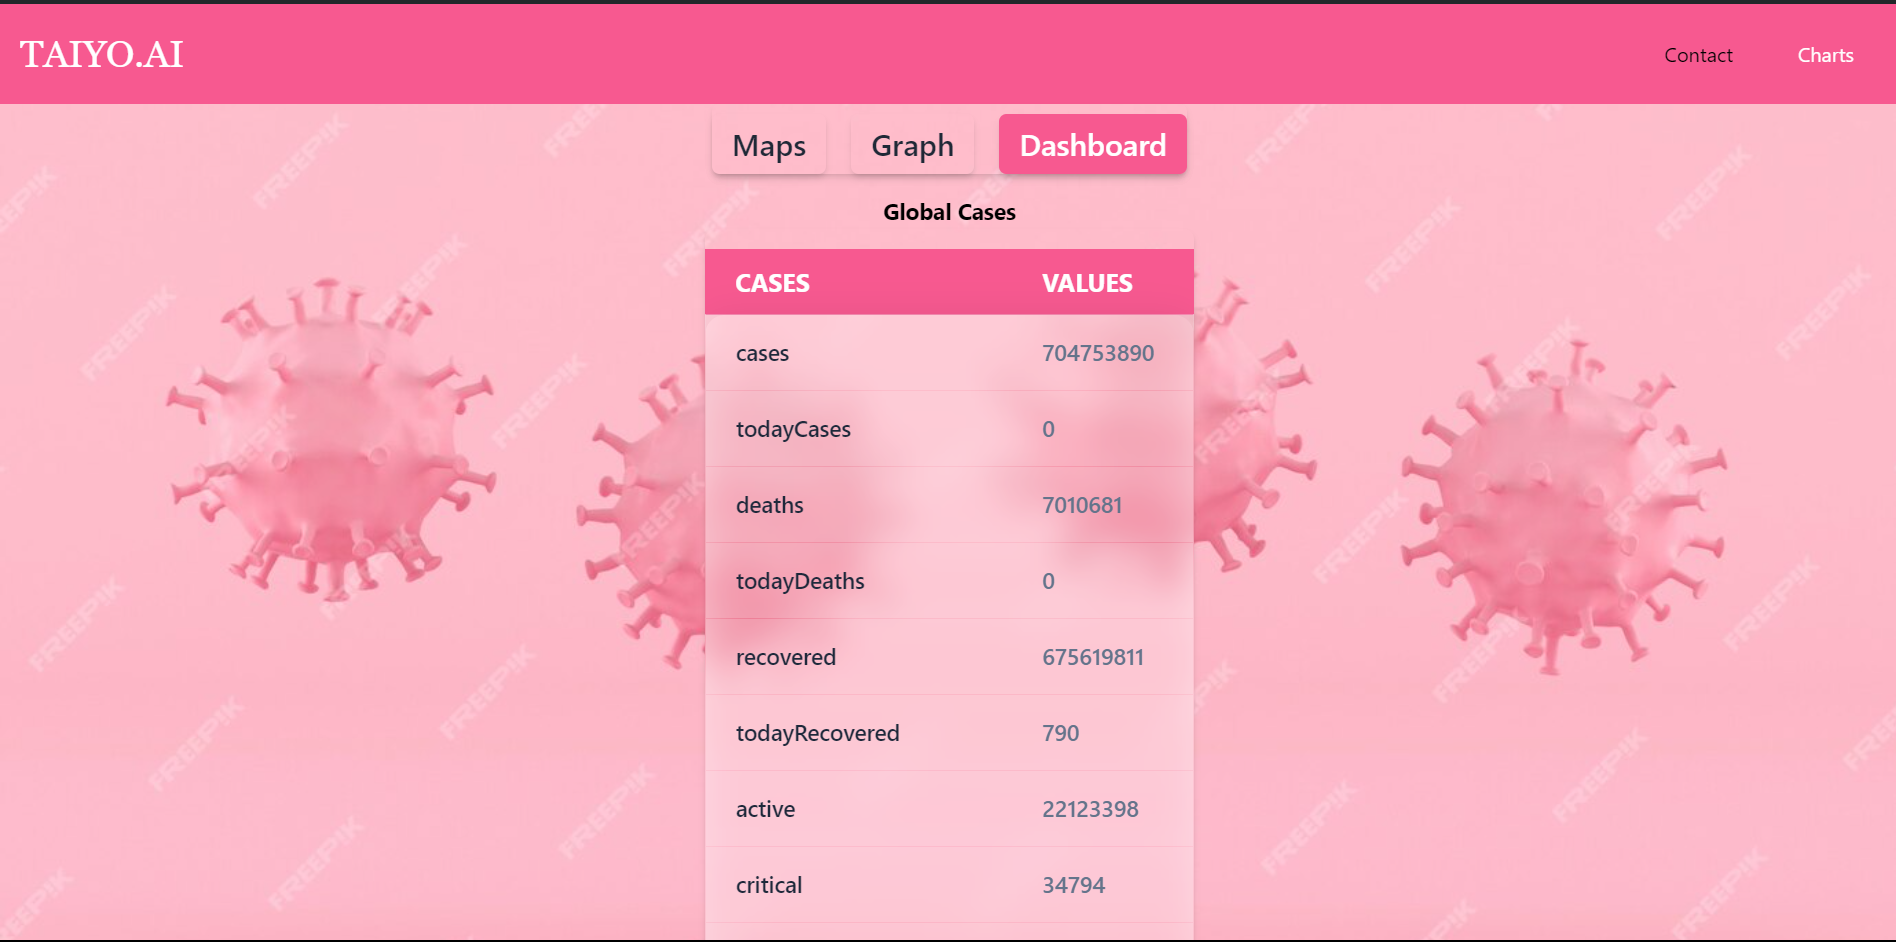 TAIYO.AI
Contact Charts
Maps Graph Dashboard
Global Cases
CASES VALUES
cases 704753890
todayCases 0
deaths 7010681
todayDeaths 0
recovered 675619811
todayRecovered 790
active 22123398
critical 34794
FREEPIK